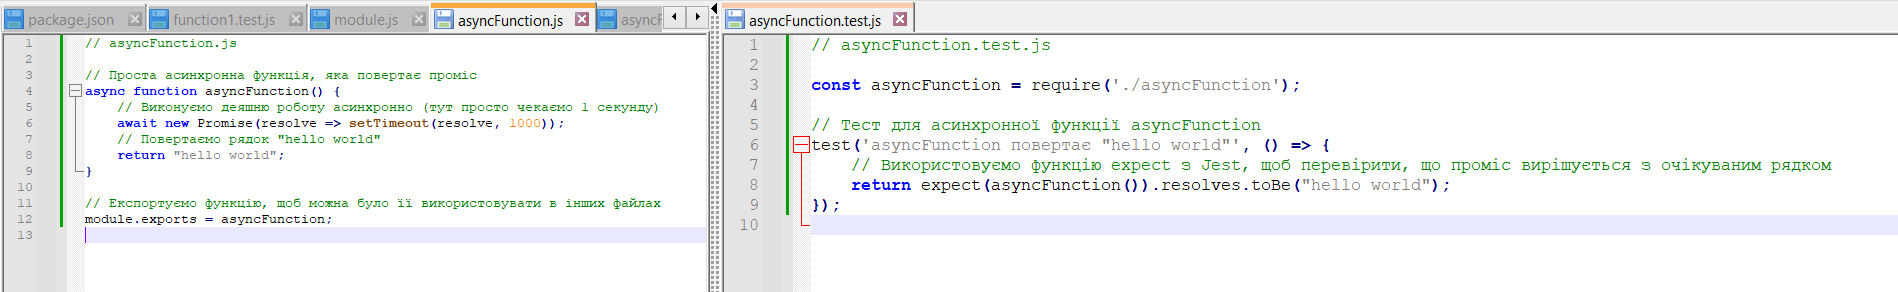 package.json function1.test.js module.js asyncFunction.js asyncF
1 // asyncFunction.js
2
3 // Проста асинхронна функція, яка повертає проміс
4 async function asyncFunction() {
5 // Виконуємо деяшню роботу асинхронно (тут просто чекаємо 1 секунду)
6 await new Promise(resolve => setTimeout(resolve, 1000));
7 // Повертаємо рядок "hello world"
8 return "hello world";
9 }
10
11 // Експортуємо функцію, щоб можна було її використовувати в інших файлах
12 module.exports = asyncFunction;
13
asyncFunction.test.js
1 // asyncFunction.test.js
2
3 const asyncFunction = require('./asyncFunction');
4
5 // Тест для асинхронної функції asyncFunction
6 test('asyncFunction повертає "hello world"', () => {
7 // Використовуємо функцію expect з Jest, щоб перевірити, що проміс вирішується з очікуваним рядком
8 return expect(asyncFunction()).resolves.toBe("hello world");
9 });
10